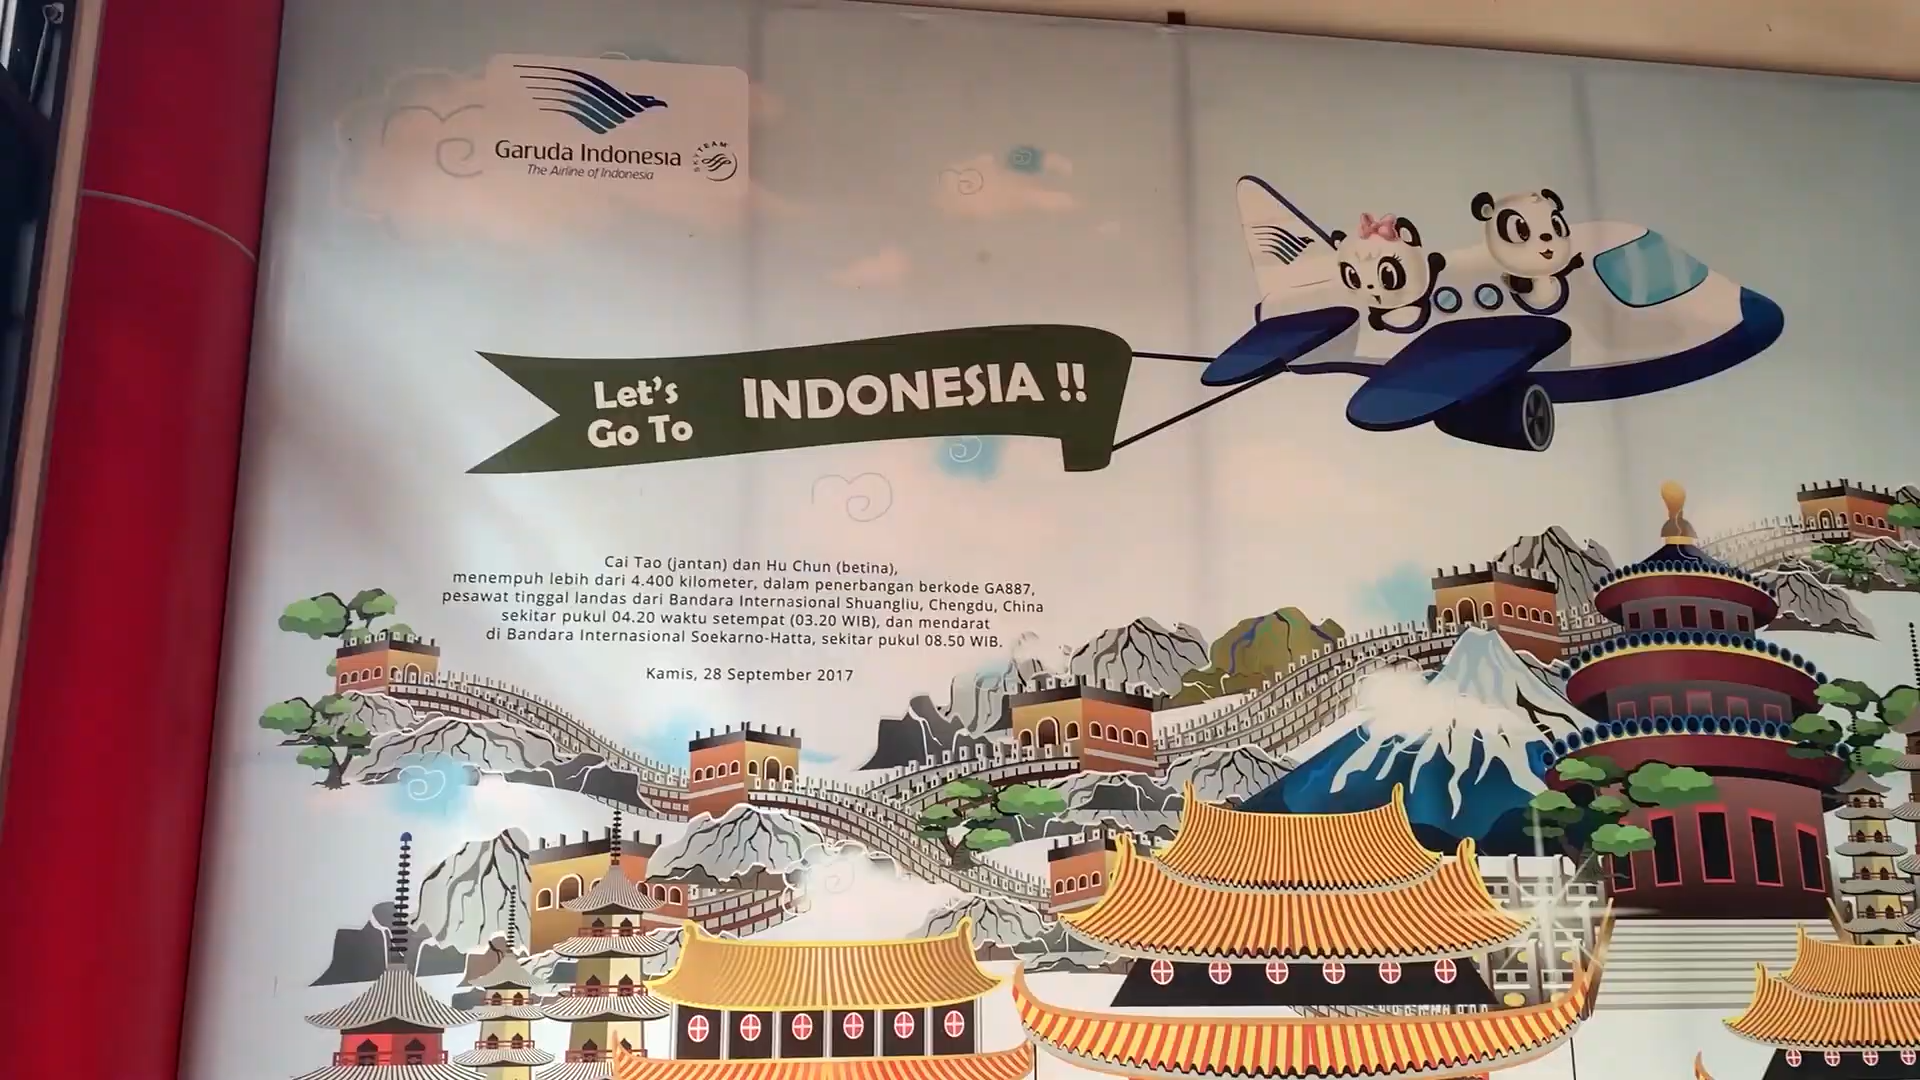 Garuda Indonesia
The Airline of Indonesia
SKYTEAM
Let's
Go To
INDONESIA !!
Cai Tao (jantan) dan Hu Chun (betina),
menempuh lebih dari 4.400 kilometer, dalam penerbangan berkode GA887,
pesawat tinggal landas dari Bandara Internasional Shuangliu, Chengdu, China
sekitar pukul 04.20 waktu setempat (03.20 WIB), dan mendarat
di Bandara Internasional Soekarno-Hatta, sekitar pukul 08.50 WIB.
Kamis, 28 September 2017